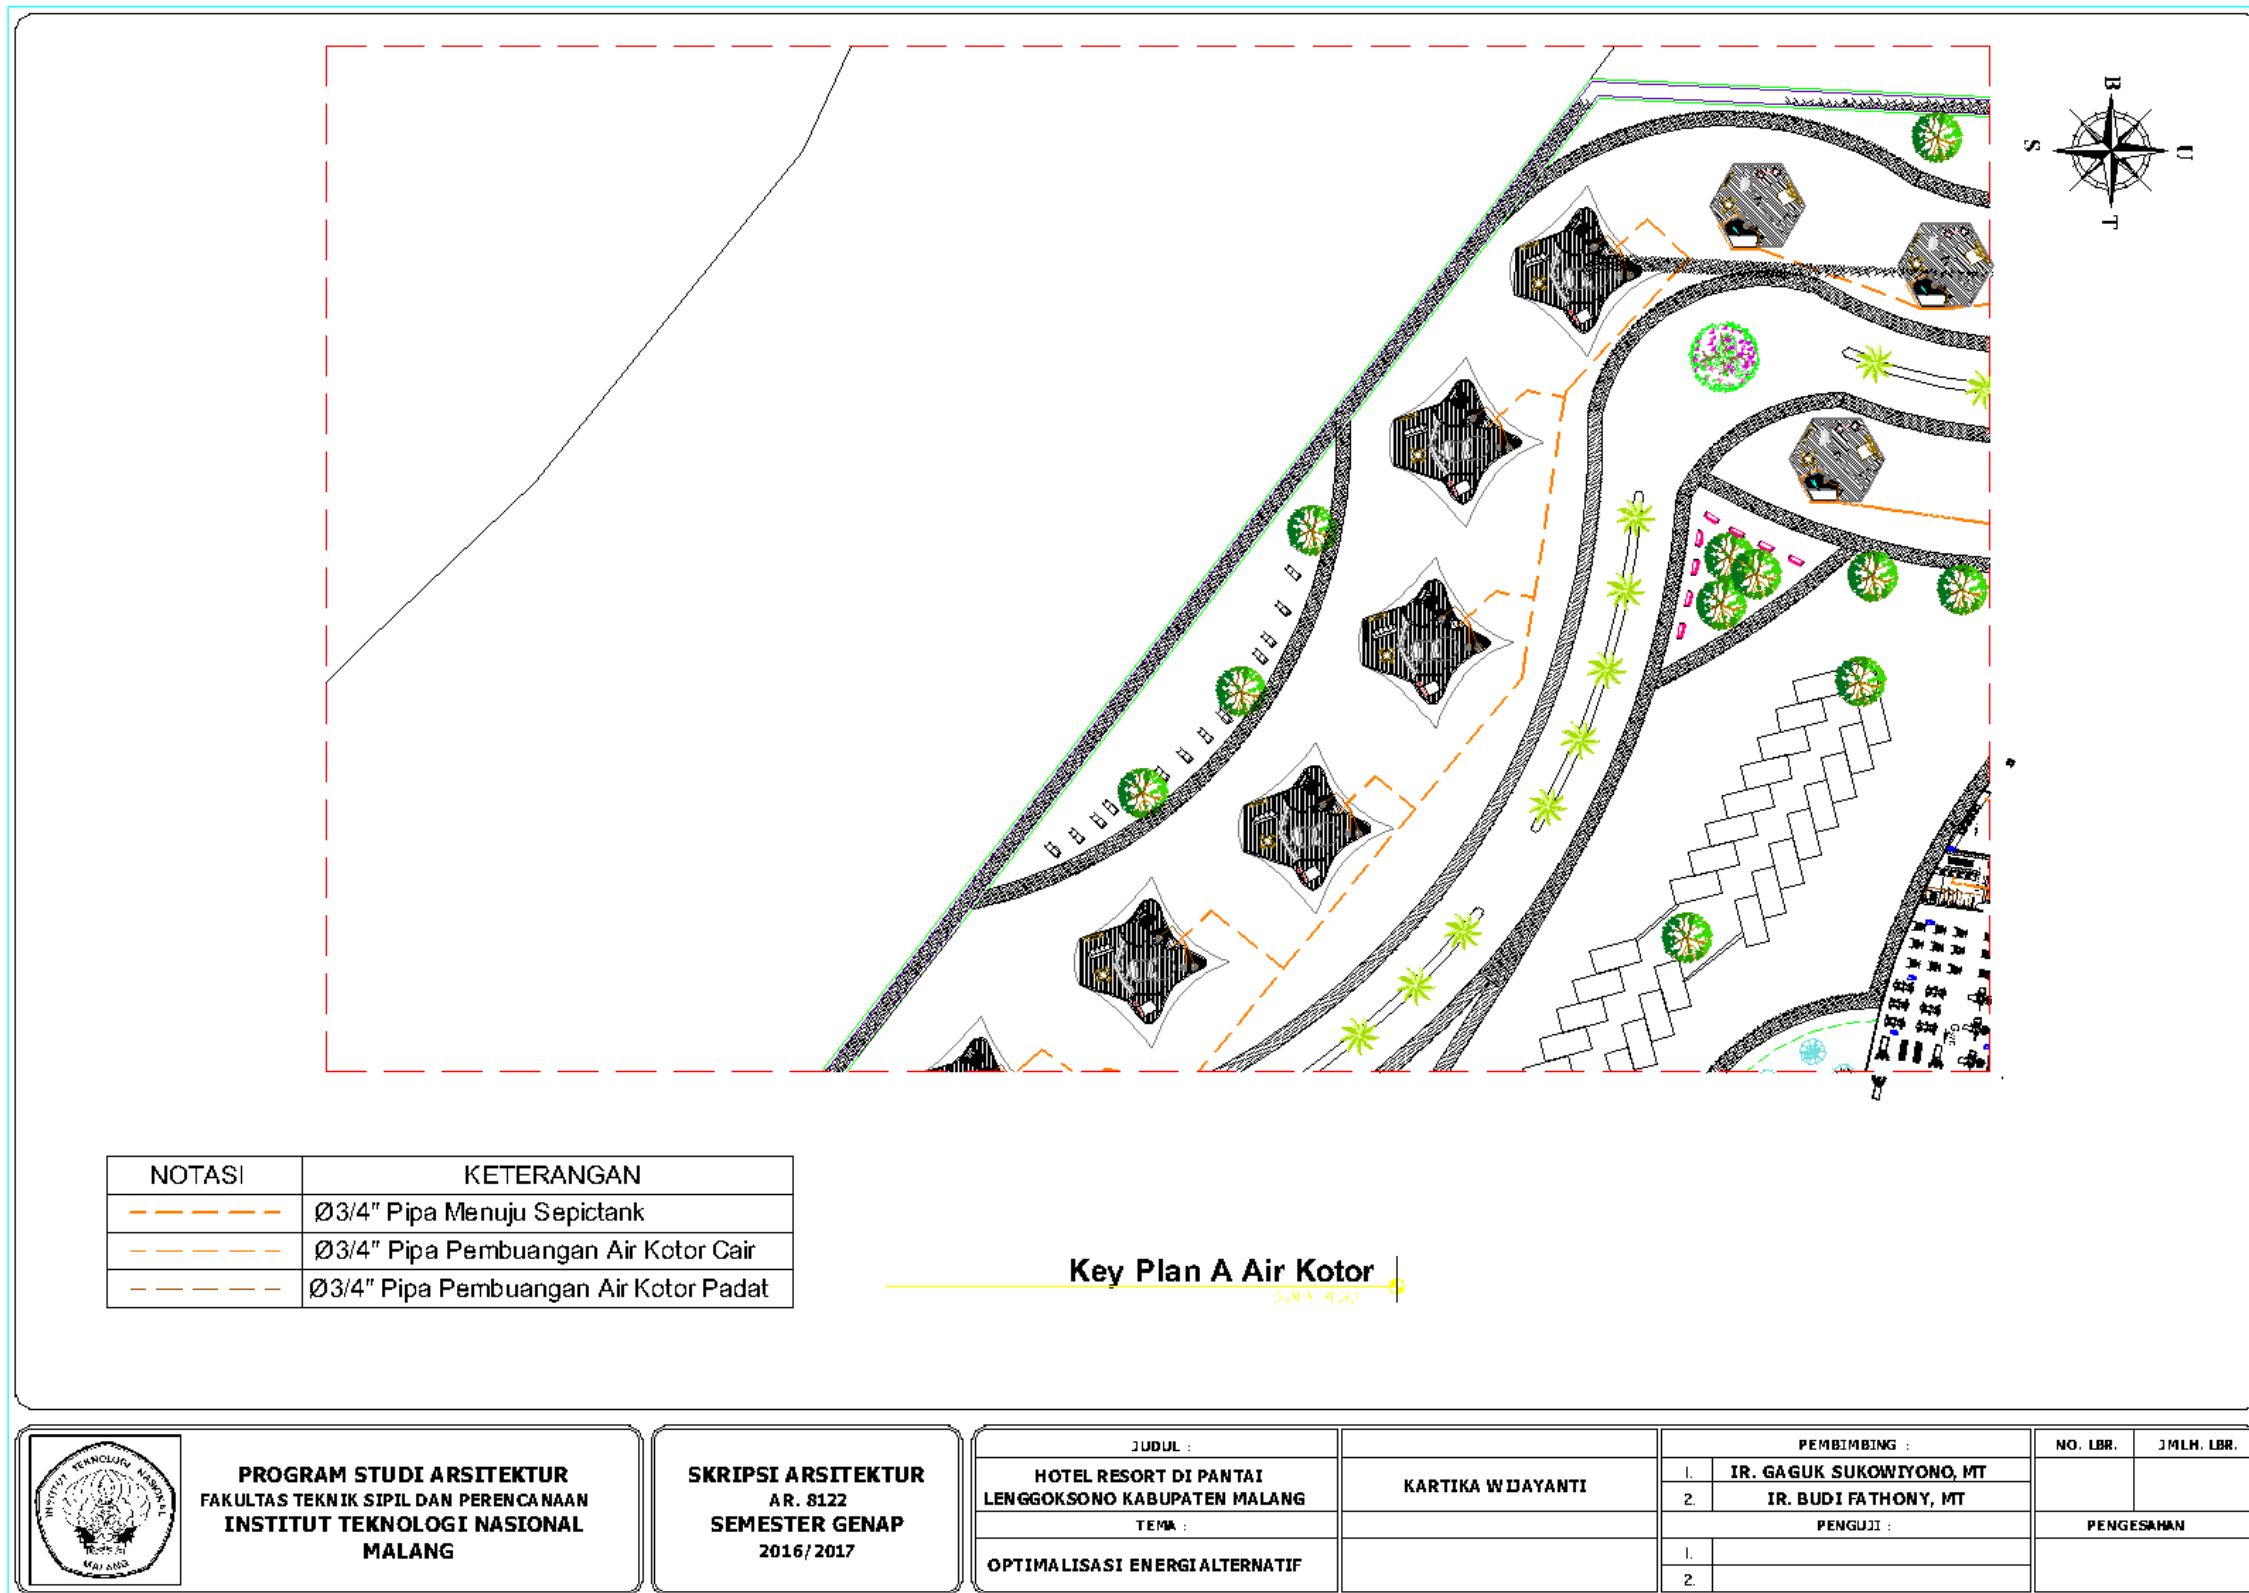 B
S
U
T
NOTASI
KETERANGAN
Ø3/4" Pipa Menuju Sepictank
Ø3/4" Pipa Pembuangan Air Kotor Cair
Ø3/4" Pipa Pembuangan Air Kotor Padat
Key Plan A Air Kotor
INSTITUT TEKNOLOGI NASIONAL
MALANG
PROGRAM STUDI ARSITEKTUR
FAKULTAS TEKNIK SIPIL DAN PERENCANAAN
INSTITUT TEKNOLOGI NASIONAL
MALANG
SKRIPSI ARSITEKTUR
AR. 8122
SEMESTER GENAP
2016/2017
JUDUL :
HOTEL RESORT DI PANTAI
LENGGOKSONO KABUPATEN MALANG
TEMA :
OPTIMALISASI ENERGI ALTERNATIF
KARTIKA WIJAYANTI
PEMBIMBING :
1. IR. GAGUK SUKOWIYONO, MT
2. IR. BUDI FATHONY, MT
PENGUJI :
1.
2.
NO. LBR.
JMLH. LBR.
PENGESAHAN